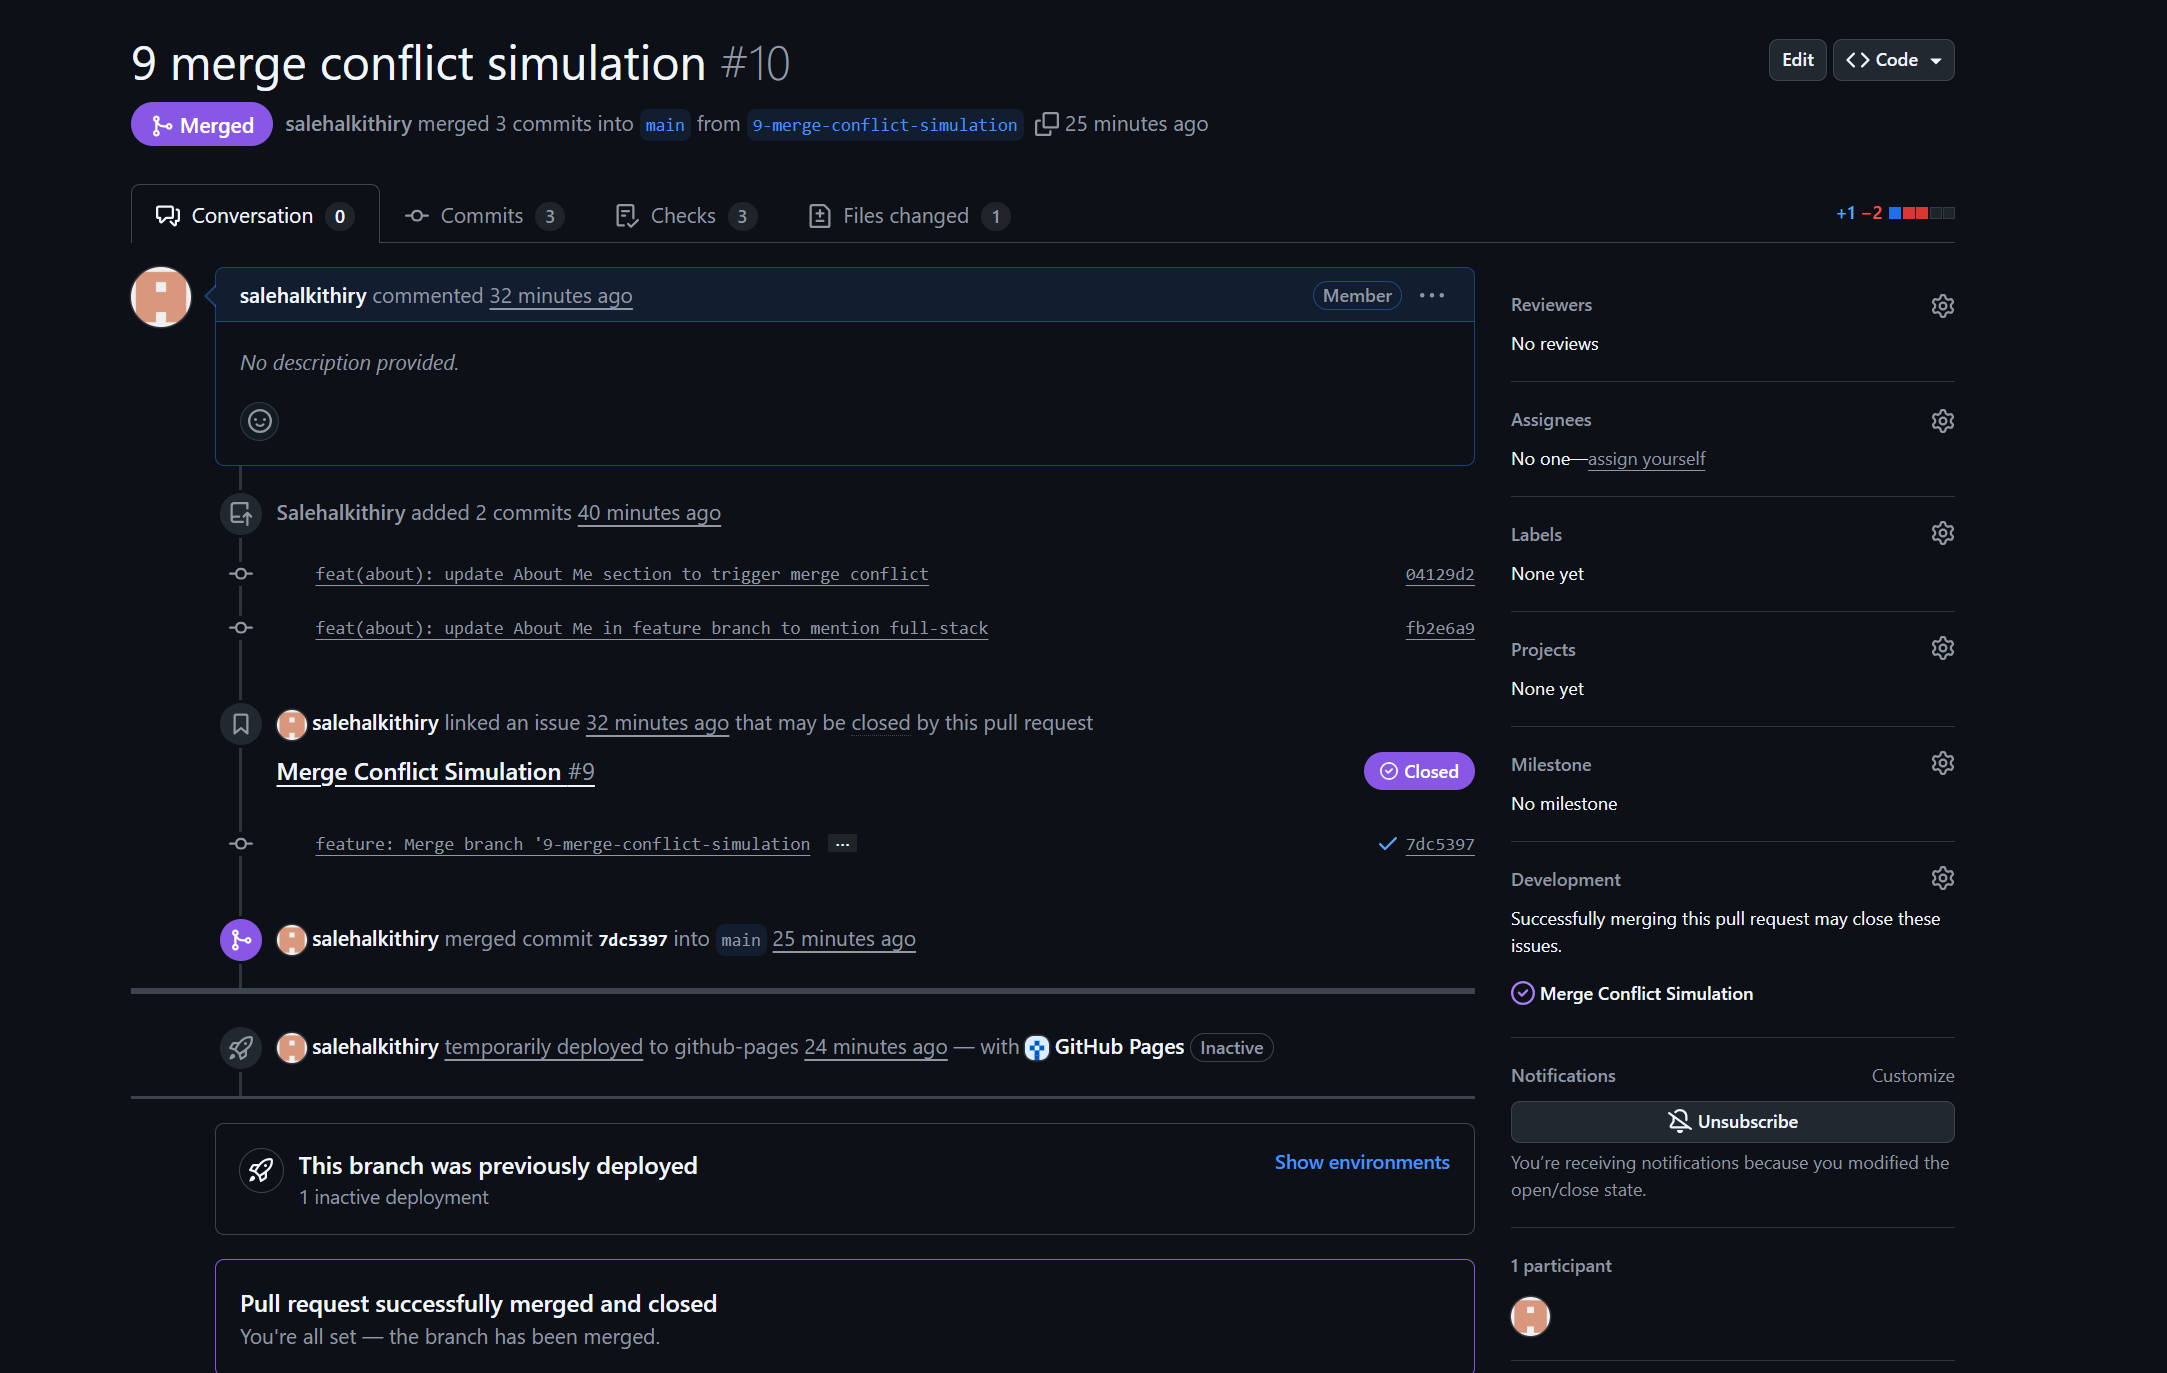 9 merge conflict simulation #10
Edit
Code
Merged
salehalkithiry merged 3 commits into main from 9-merge-conflict-simulation 25 minutes ago
Conversation 0
Commits 3
Checks 3
Files changed 1
+1 −2
salehalkithiry commented 32 minutes ago
Member
No description provided.
Salehalkithiry added 2 commits 40 minutes ago
feat(about): update About Me section to trigger merge conflict
04129d2
feat(about): update About Me in feature branch to mention full-stack
fb2e6a9
salehalkithiry linked an issue 32 minutes ago that may be closed by this pull request
Merge Conflict Simulation #9
Closed
feature: Merge branch '9-merge-conflict-simulation
...
7dc5397
salehalkithiry merged commit 7dc5397 into main 25 minutes ago
salehalkithiry temporarily deployed to github-pages 24 minutes ago — with GitHub Pages Inactive
This branch was previously deployed
1 inactive deployment
Show environments
Pull request successfully merged and closed
You're all set — the branch has been merged.
Reviewers
No reviews
Assignees
No one—assign yourself
Labels
None yet
Projects
None yet
Milestone
No milestone
Development
Successfully merging this pull request may close these
issues.
Merge Conflict Simulation
Notifications
Customize
Unsubscribe
You’re receiving notifications because you modified the
open/close state.
1 participant